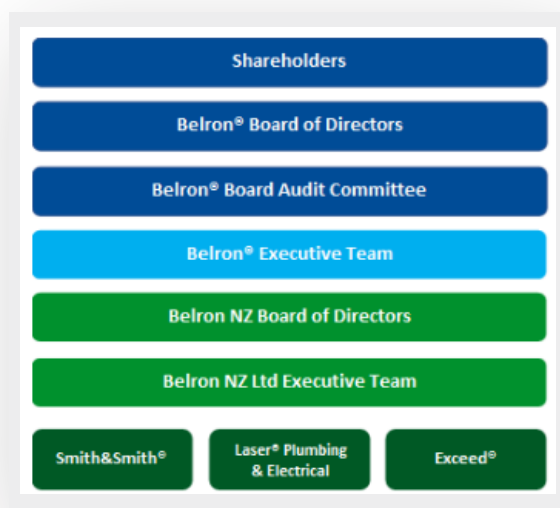 Shareholders
Belron® Board of Directors
Belron® Board Audit Committee
Belron® Executive Team
Belron NZ Board of Directors
Belron NZ Ltd Executive Team
Smith&Smith®
Laser® Plumbing
& Electrical
Exceed®